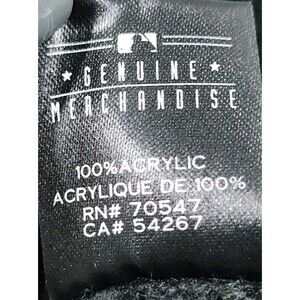 GENUINE
MERCHANDISE
100% ACRYLIC
ACRYLIQUE DE 100%
RN# 70547
CA# 54267